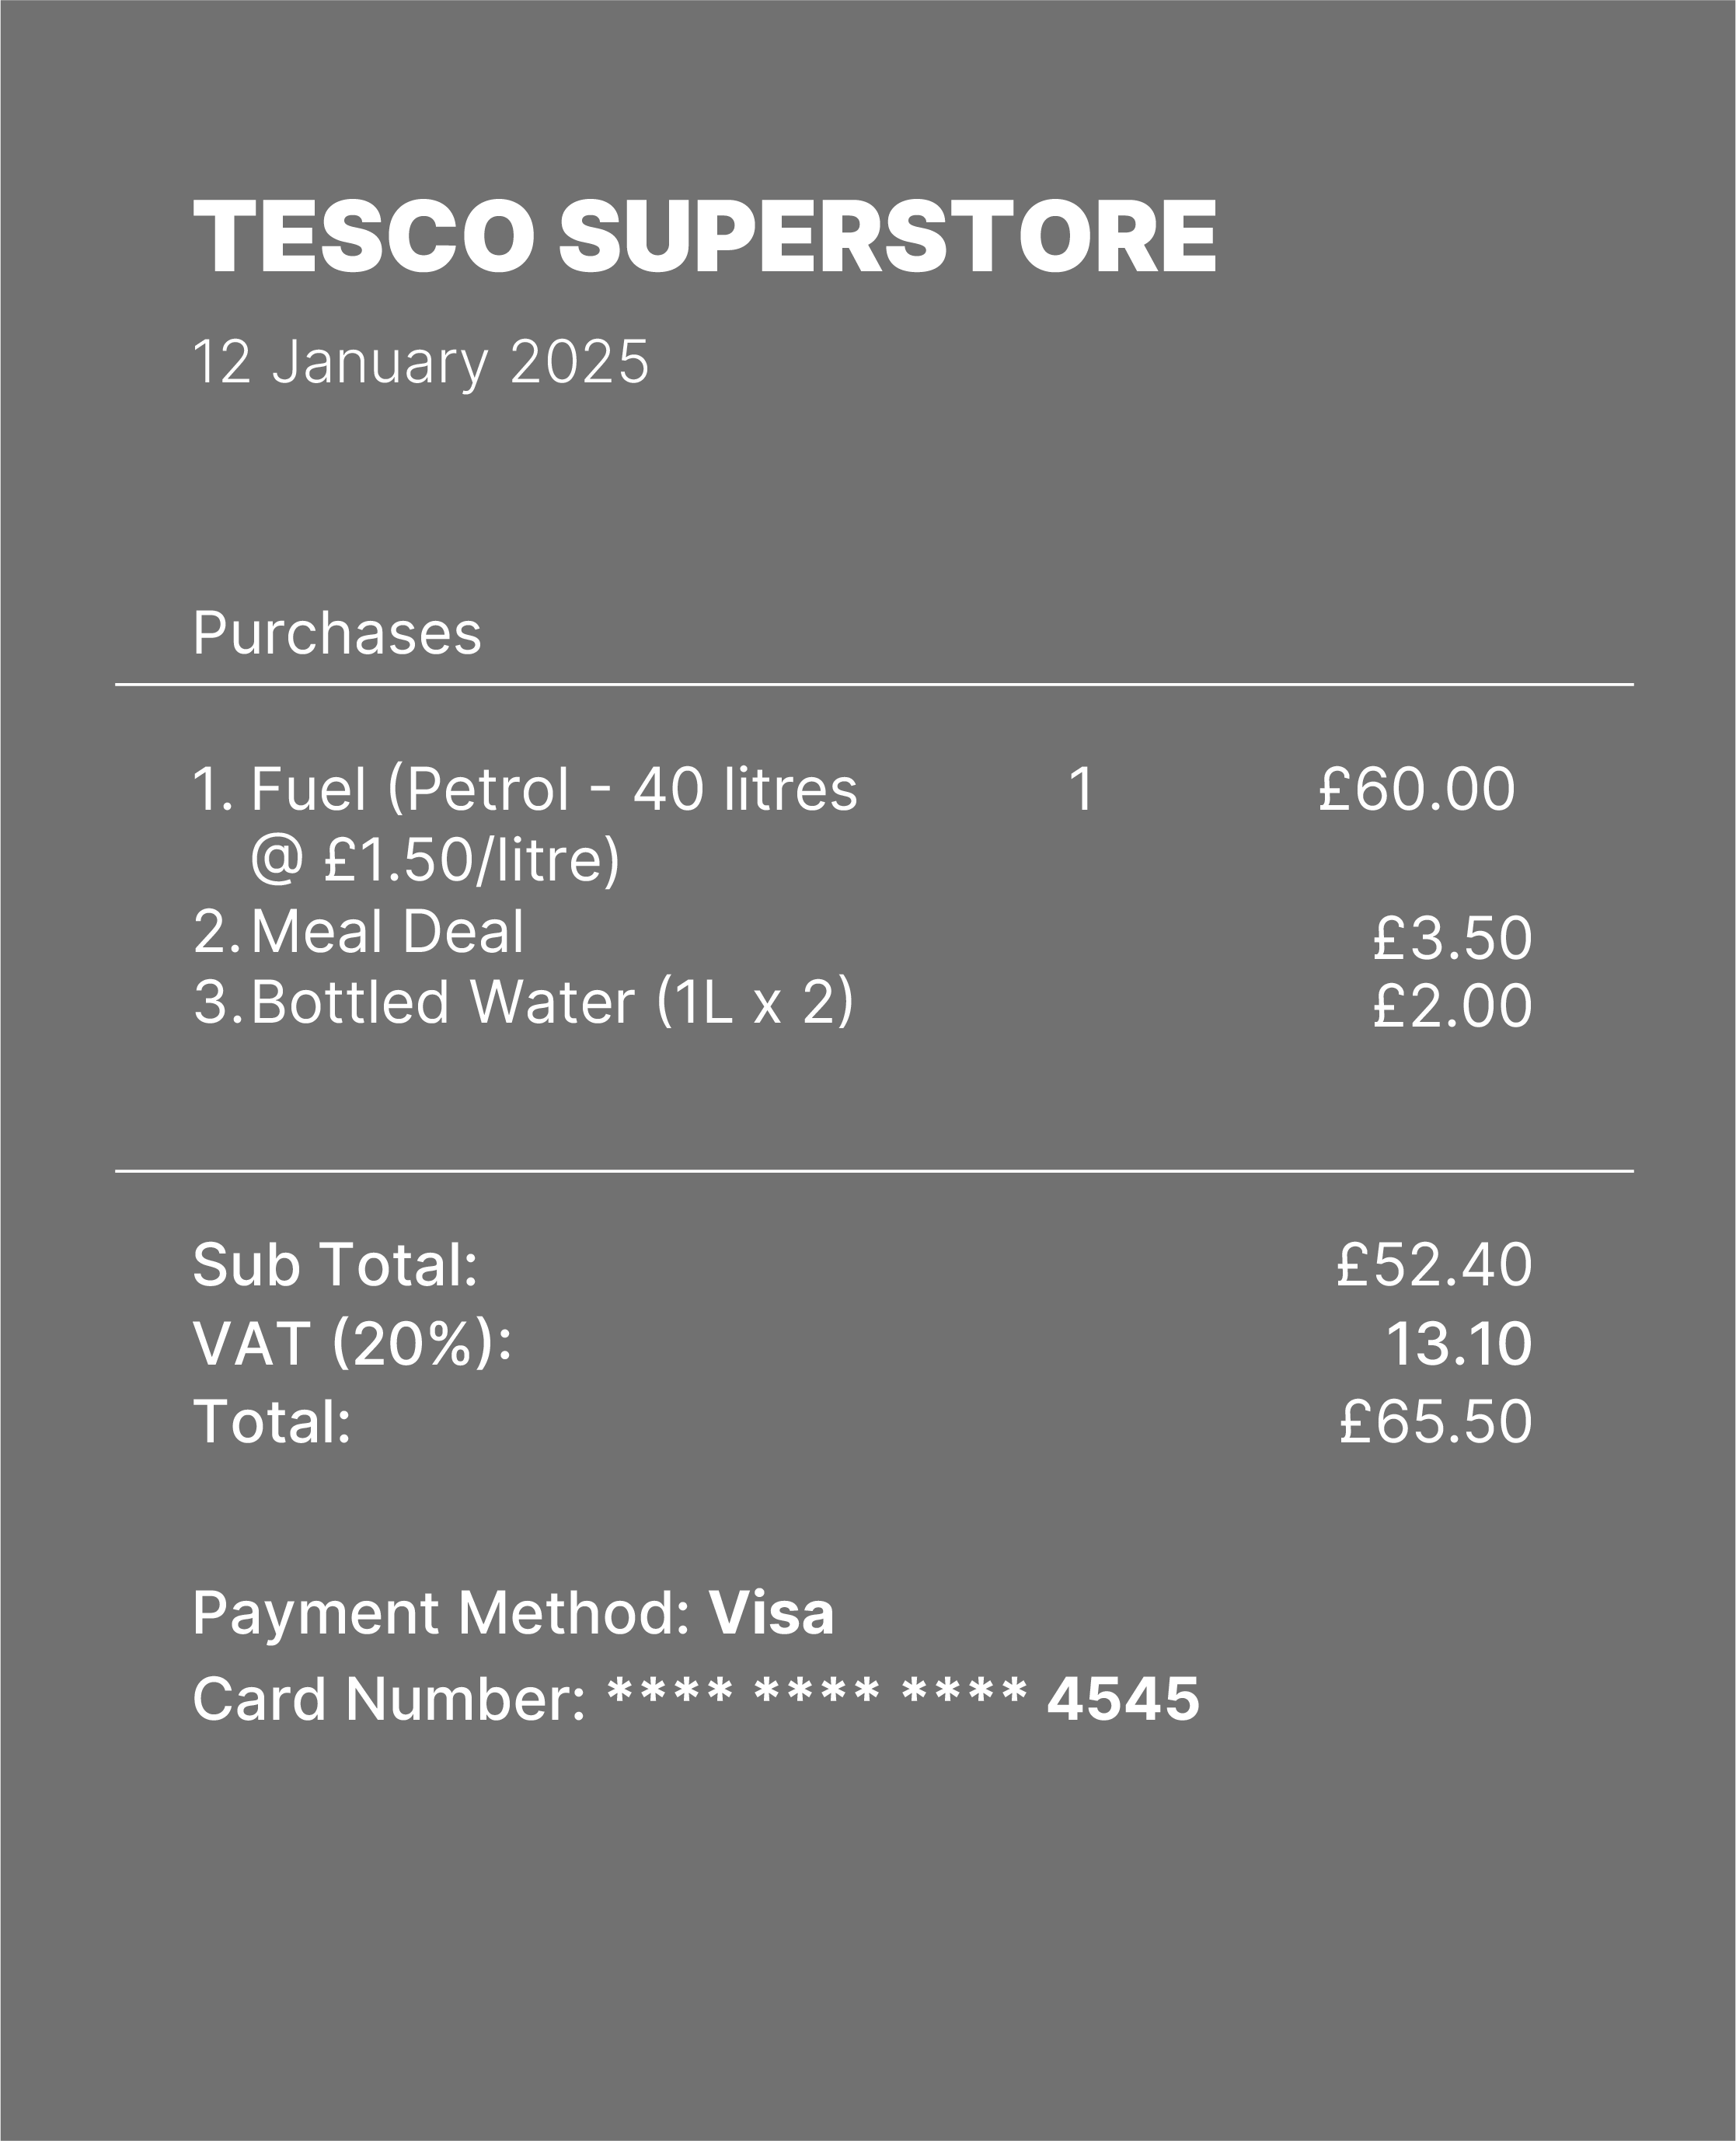 TESCO SUPERSTORE
12 January 2025
Purchases
1. Fuel (Petrol - 40 litres 1 £60.00
@ £1.50/litre)
2. Meal Deal £3.50
3. Bottled Water (1L x 2) £2.00
Sub Total: £52.40
VAT (20%): 13.10
Total: £65.50
Payment Method: Visa
Card Number: **** **** **** 4545